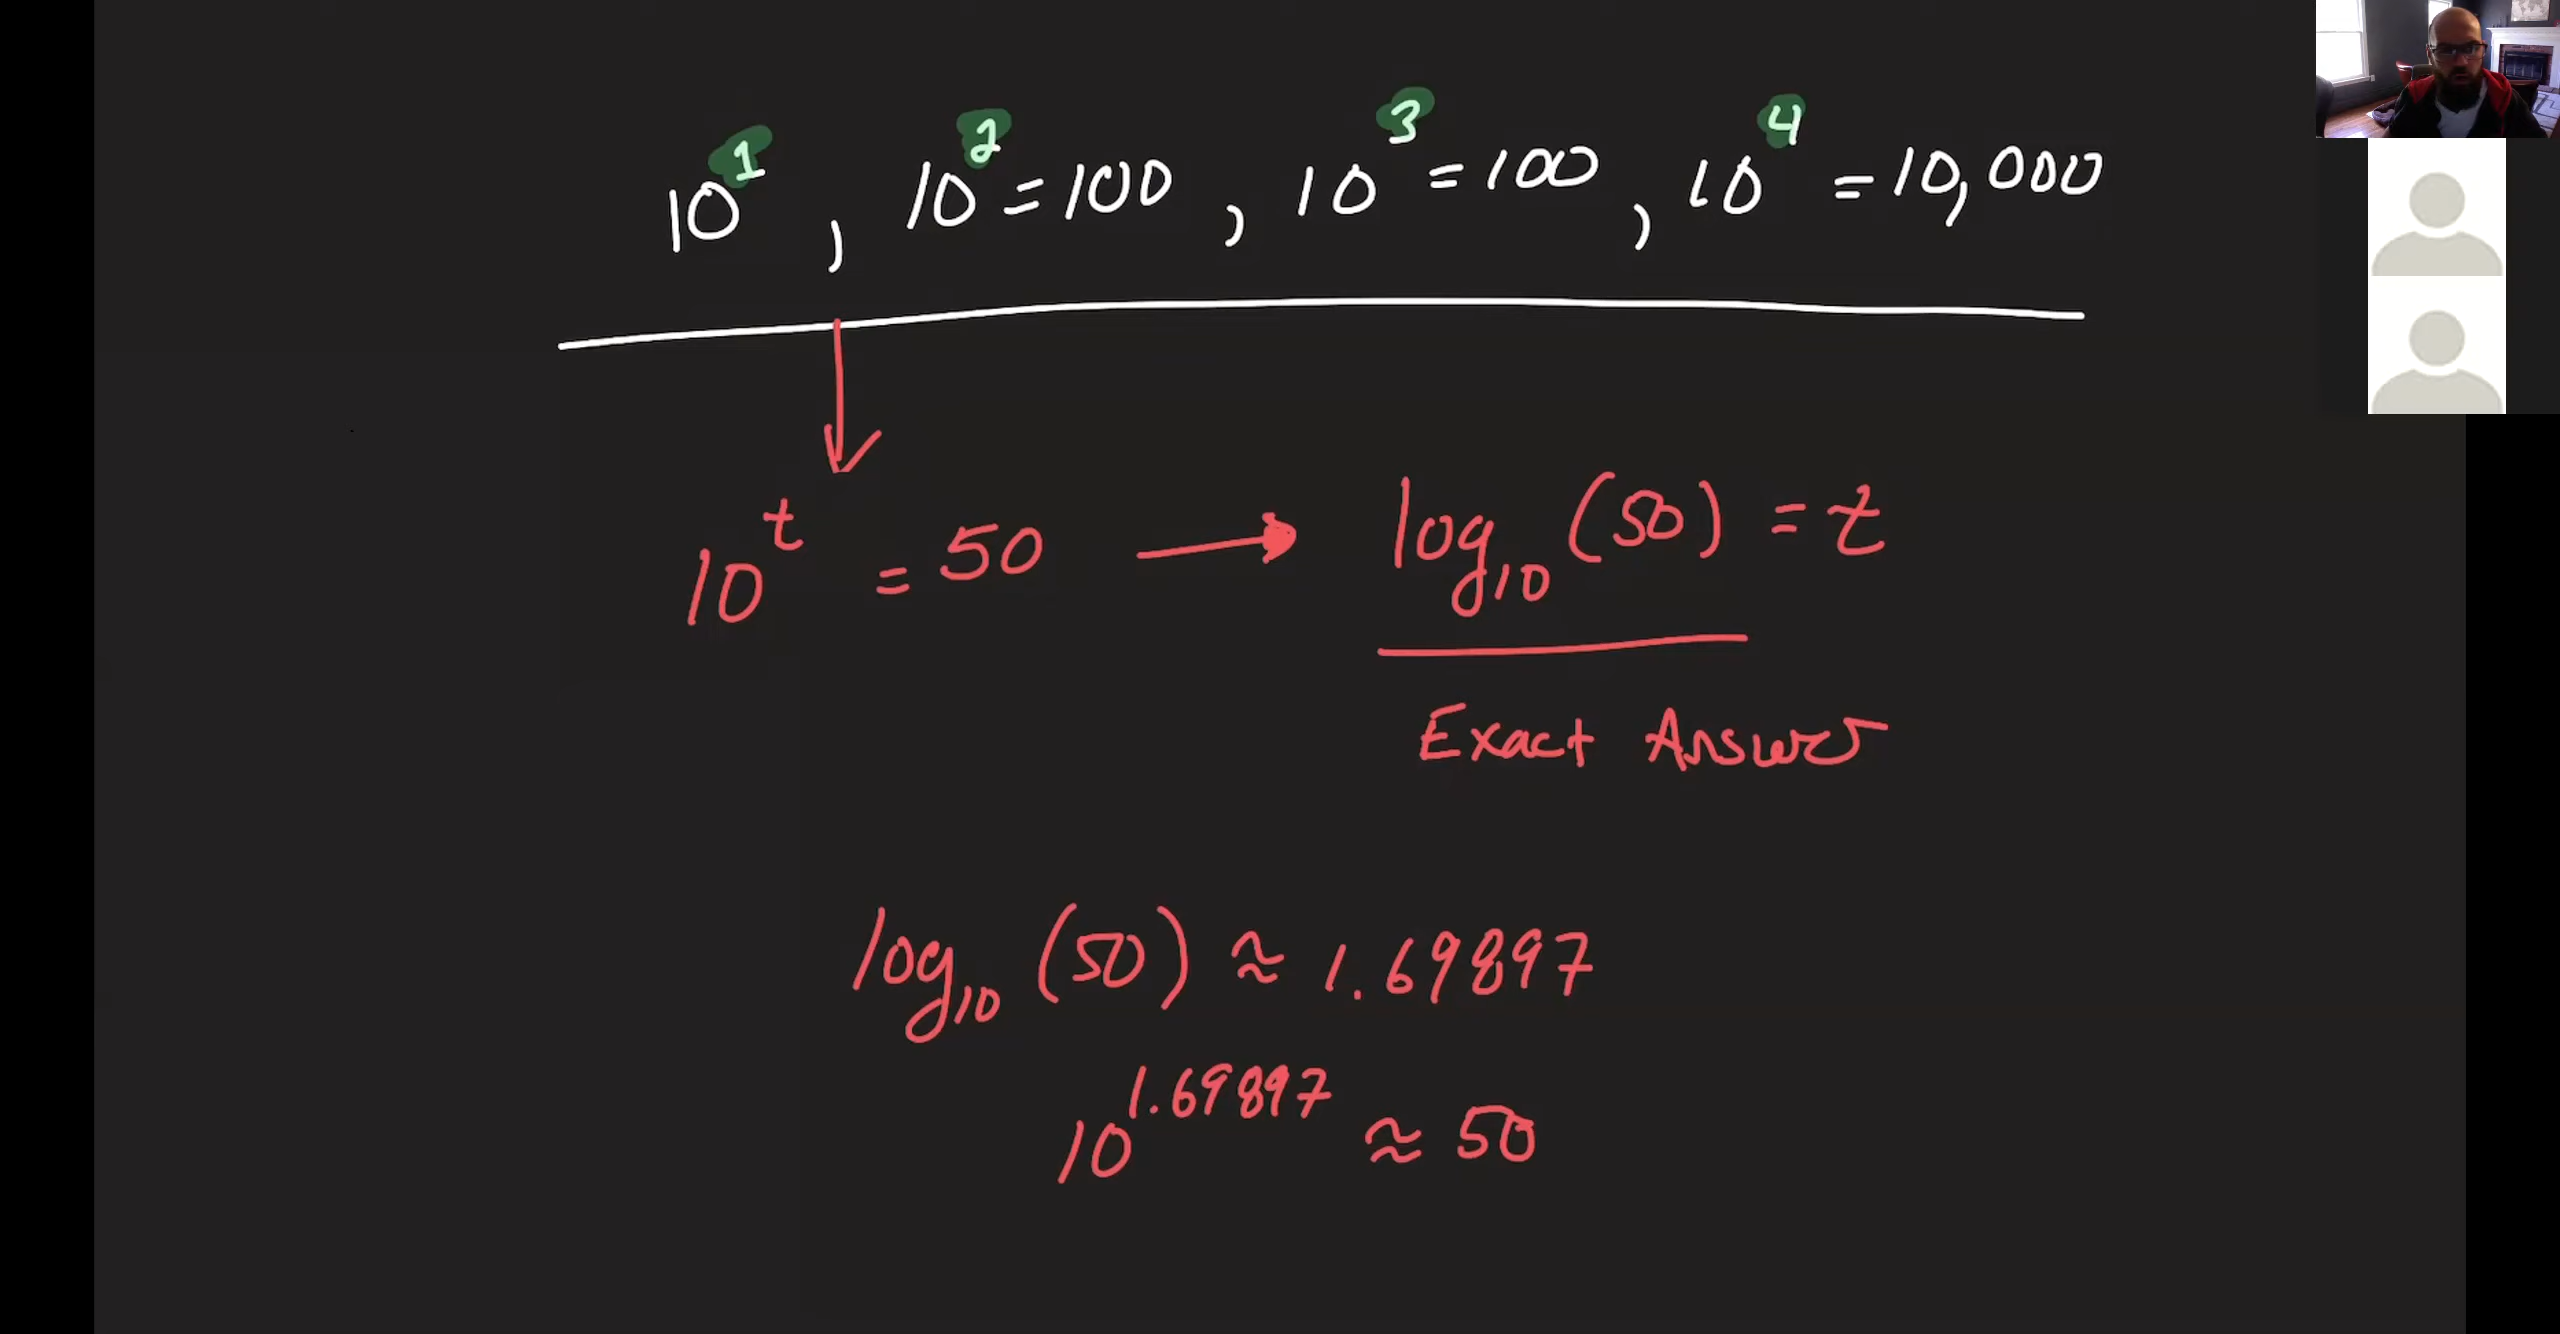 10¹ , 10² = 100 , 10³ = 100 , 10⁴ = 10,000
10ᵗ = 50 → log₁₀ (50) = t
Exact Answer
log₁₀ (50) ≈ 1.69897
10^1.69897 ≈ 50